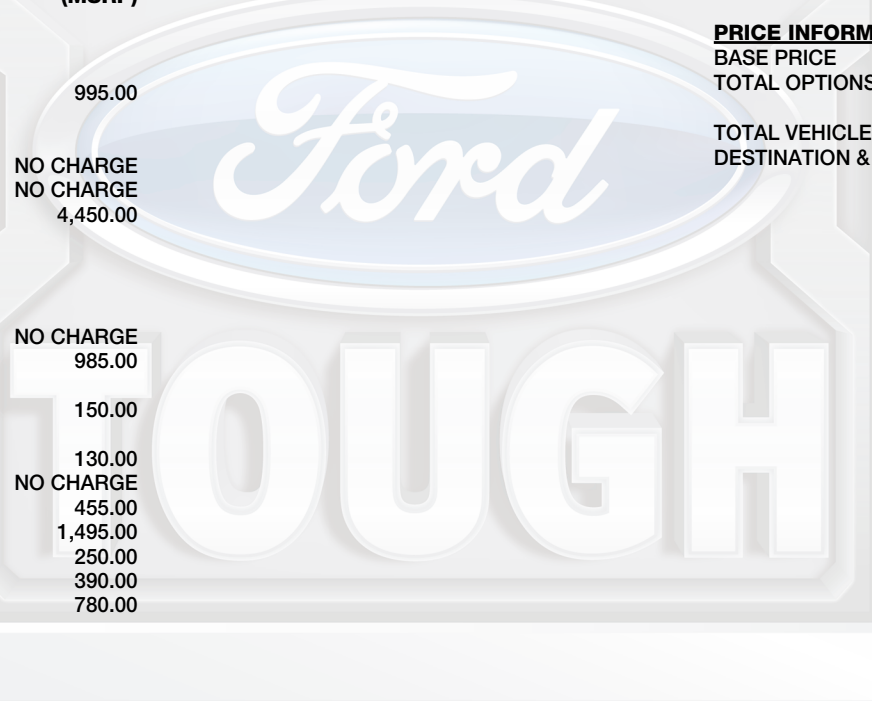 (MSRP)
995.00
NO CHARGE
NO CHARGE
4,450.00
NO CHARGE
985.00
150.00
130.00
NO CHARGE
455.00
1,495.00
250.00
390.00
780.00
PRICE INFORM
BASE PRICE
TOTAL OPTIONS
TOTAL VEHICLE
DESTINATION &
Ford
TOUGH